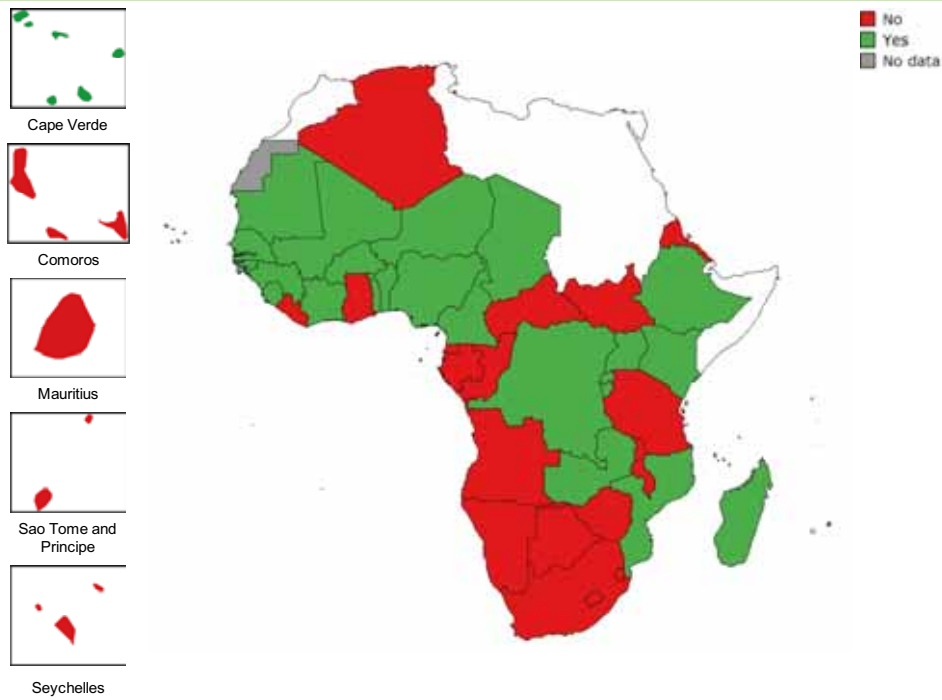 No
Yes
No data
Cape Verde
Comoros
Mauritius
Sao Tome and
Principe
Seychelles